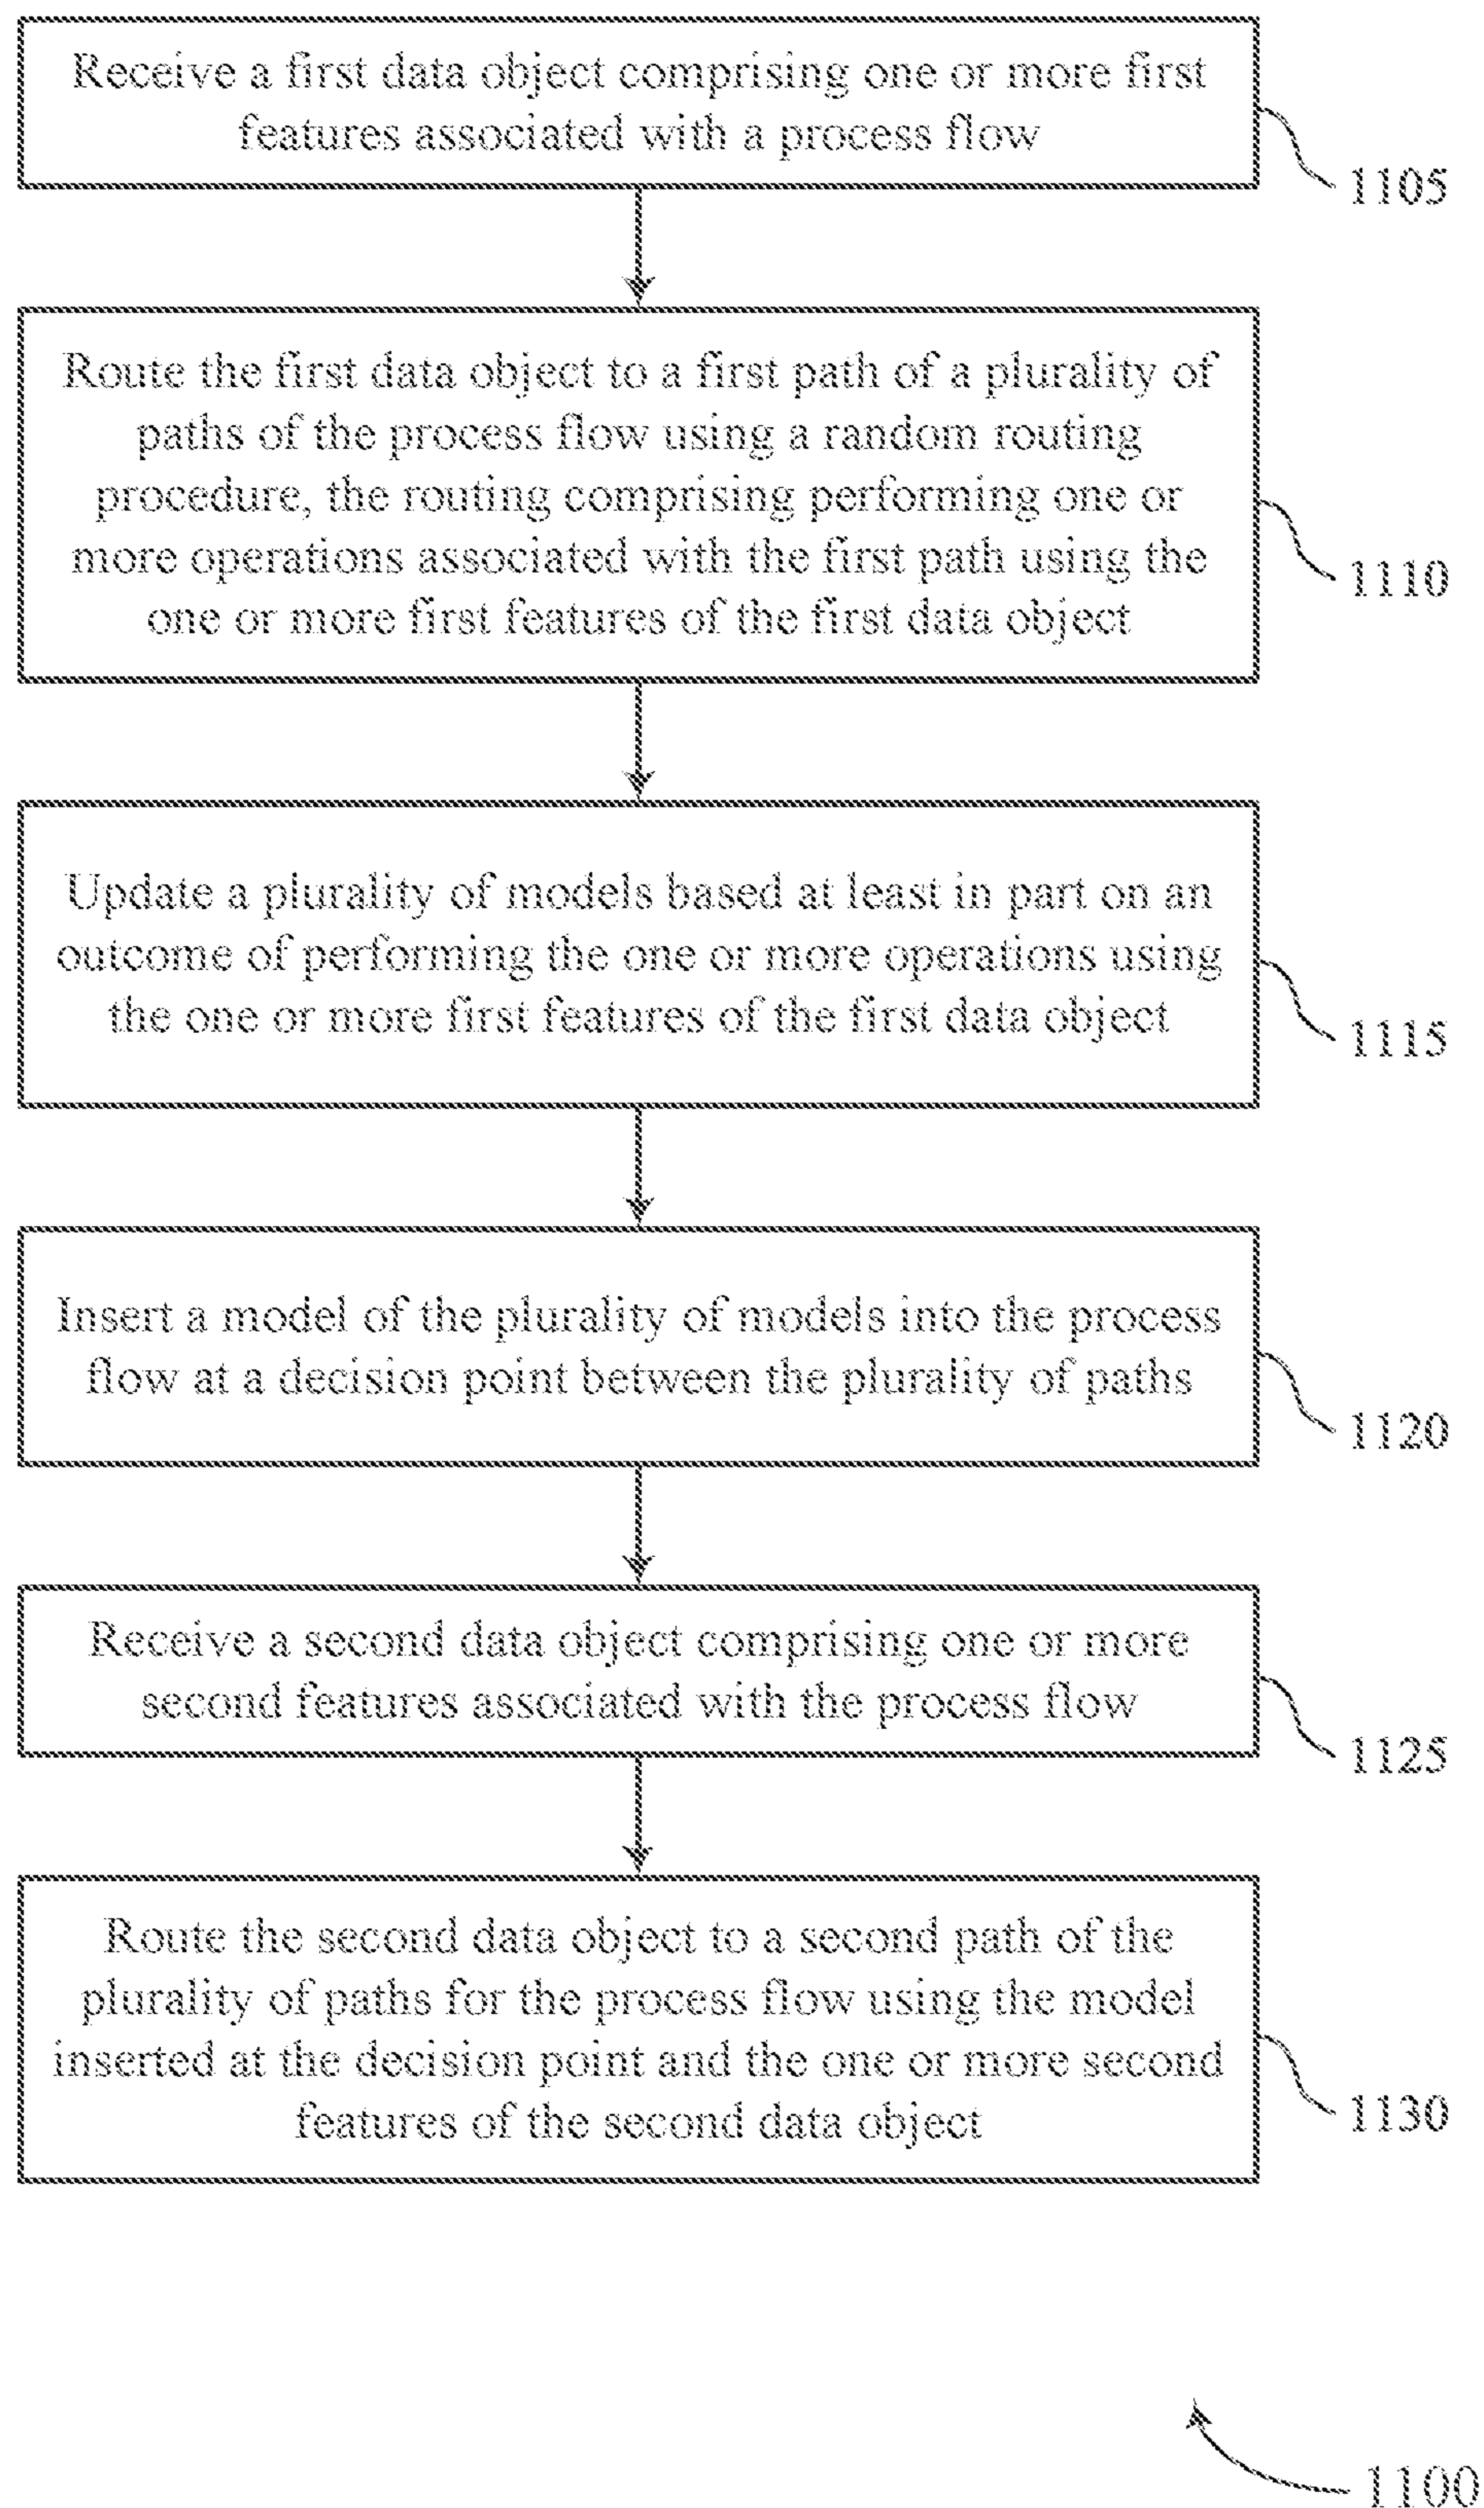 Receive a first data object comprising one or more first
features associated with a process flow
1105
Route the first data object to a first path of a plurality of
paths of the process flow using a random routing
procedure, the routing comprising performing one or
more operations associated with the first path using the
one or more first features of the first data object
1110
Update a plurality of models based at least in part on an
outcome of performing the one or more operations using
the one or more first features of the first data object
1115
Insert a model of the plurality of models into the process
flow at a decision point between the plurality of paths
1120
Receive a second data object comprising one or more
second features associated with the process flow
1125
Route the second data object to a second path of the
plurality of paths for the process flow using the model
inserted at the decision point and the one or more second
features of the second data object
1130
1100